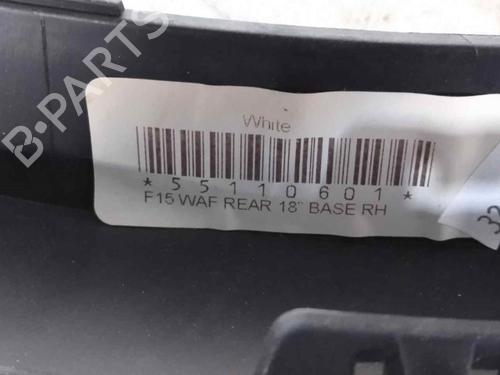 White
*55110601*
F15 WAF REAR 18" BASE RH
B-PARTS